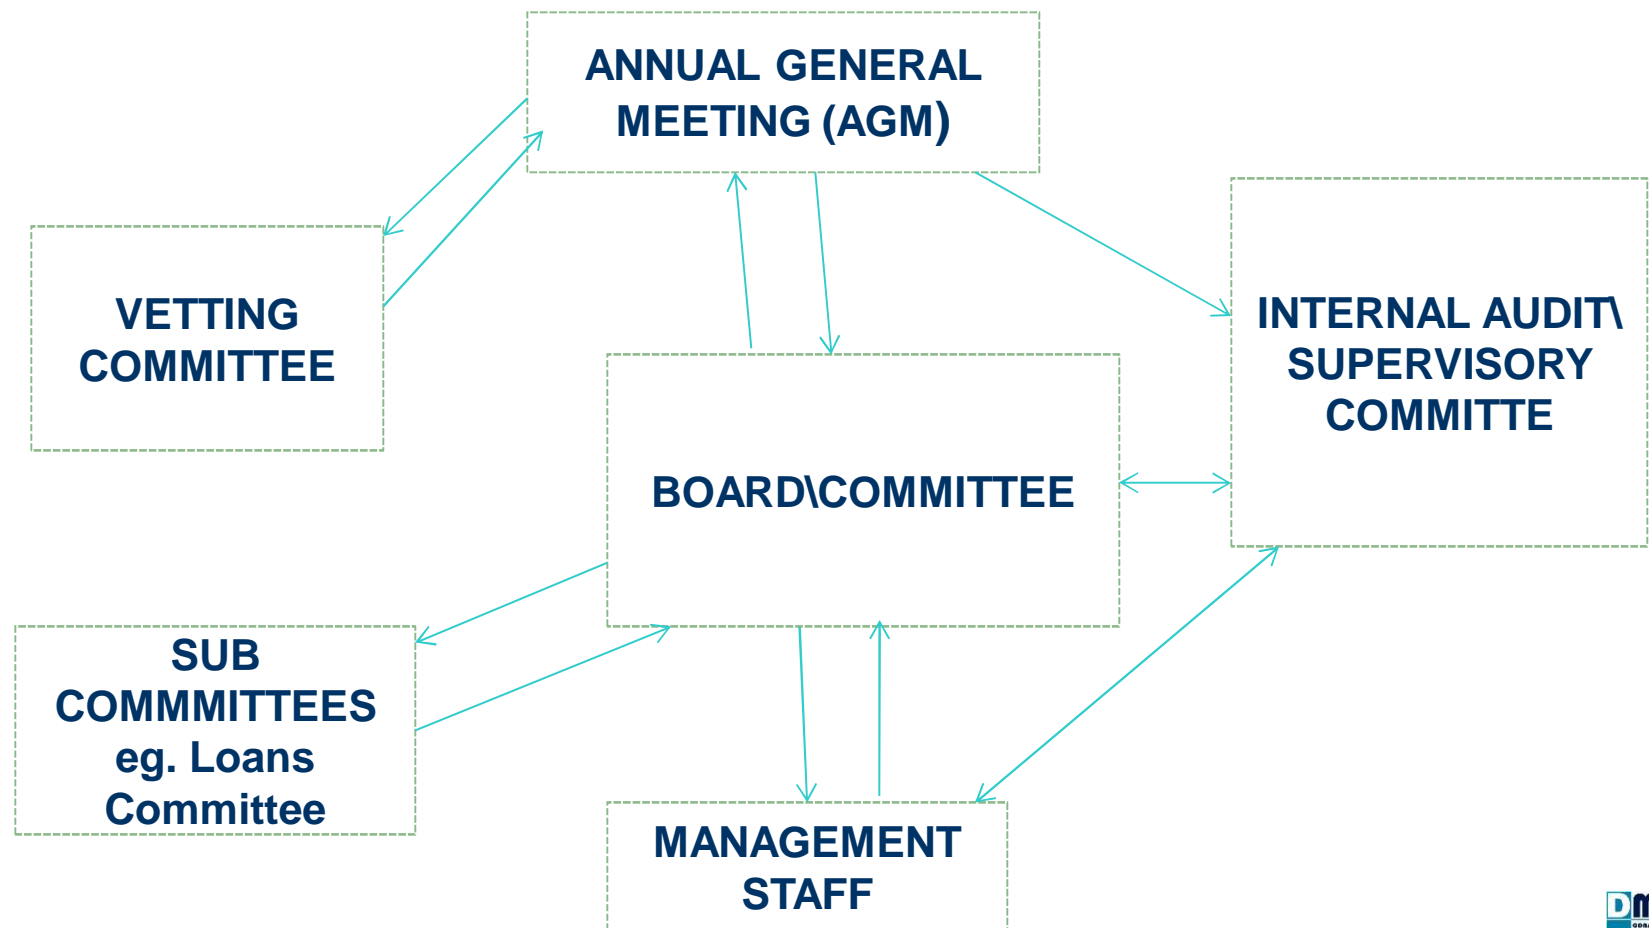 ANNUAL GENERAL
MEETING (AGM)
VETTING
COMMITTEE
INTERNAL AUDIT\
SUPERVISORY
COMMITTE
BOARD\COMMITTEE
SUB
COMMMITTEES
eg. Loans
Committee
MANAGEMENT
STAFF